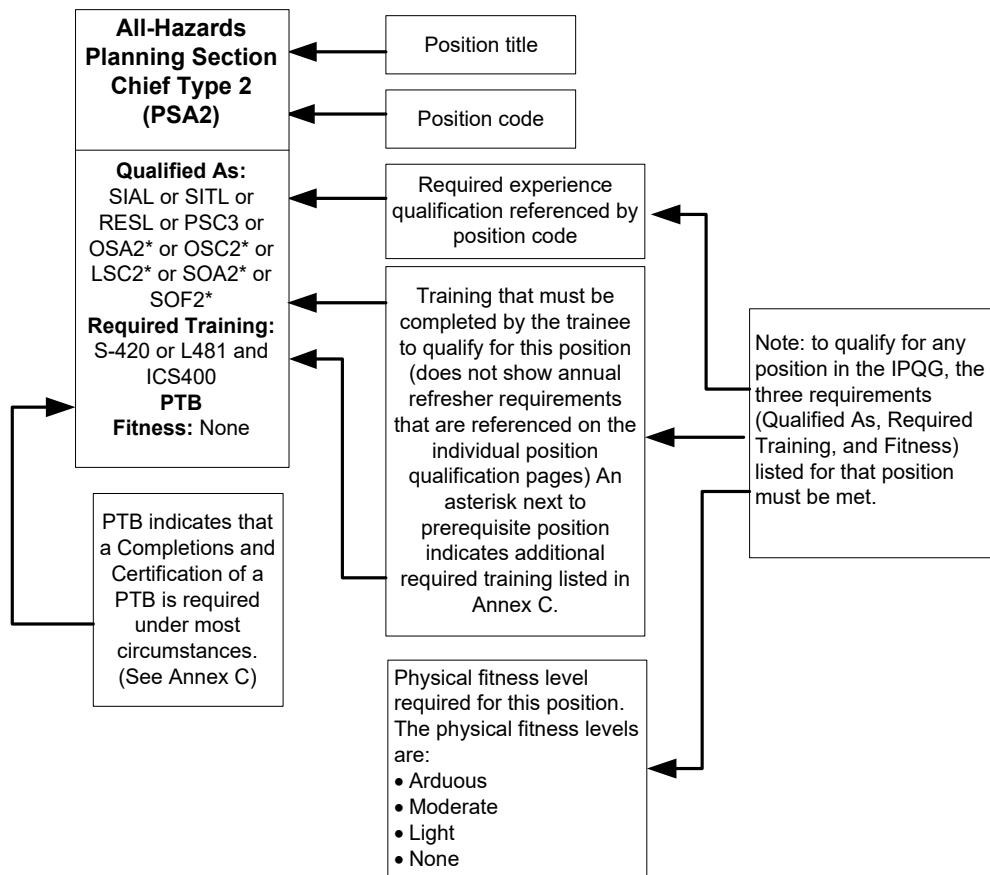 All-Hazards
Planning Section
Chief Type 2
(PSA2)
Qualified As:
SIAL or SITL or
RESL or PSC3 or
OSA2* or OSC2* or
LSC2* or SOA2* or
SOF2*
Required Training:
S-420 or L481 and
ICS400
PTB
Fitness: None
PTB indicates that
a Completions and
Certification of a
PTB is required
under most
circumstances.
(See Annex C)
Position title
Position code
Required experience
qualification referenced by
position code
Training that must be
completed by the trainee
to qualify for this position
(does not show annual
refresher requirements
that are referenced on the
individual position
qualification pages) An
asterisk next to
prerequisite position
indicates additional
required training listed in
Annex C.
Physical fitness level
required for this position.
The physical fitness levels
are:
• Arduous
• Moderate
• Light
• None
Note: to qualify for any
position in the IPQG, the
three requirements
(Qualified As, Required
Training, and Fitness)
listed for that position
must be met.